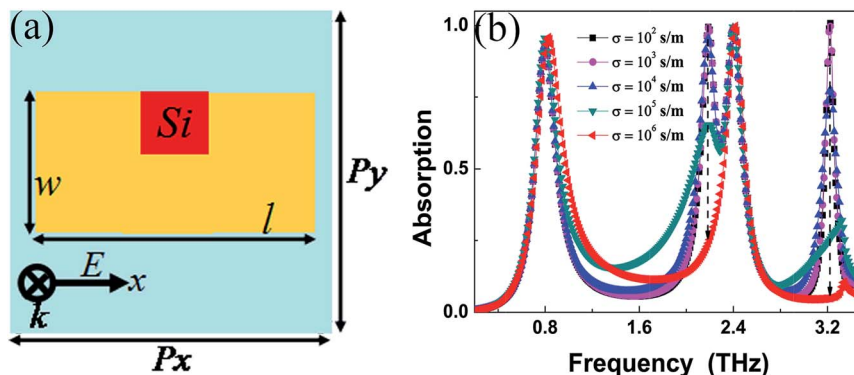 (a)
Si
w
l
E
x
k
Px
Py
(b)
Absorption
1.0
0.5
0.0
σ = 10² s/m
σ = 10³ s/m
σ = 10⁴ s/m
σ = 10⁵ s/m
σ = 10⁶ s/m
0.8 1.6 2.4 3.2
Frequency (THz)